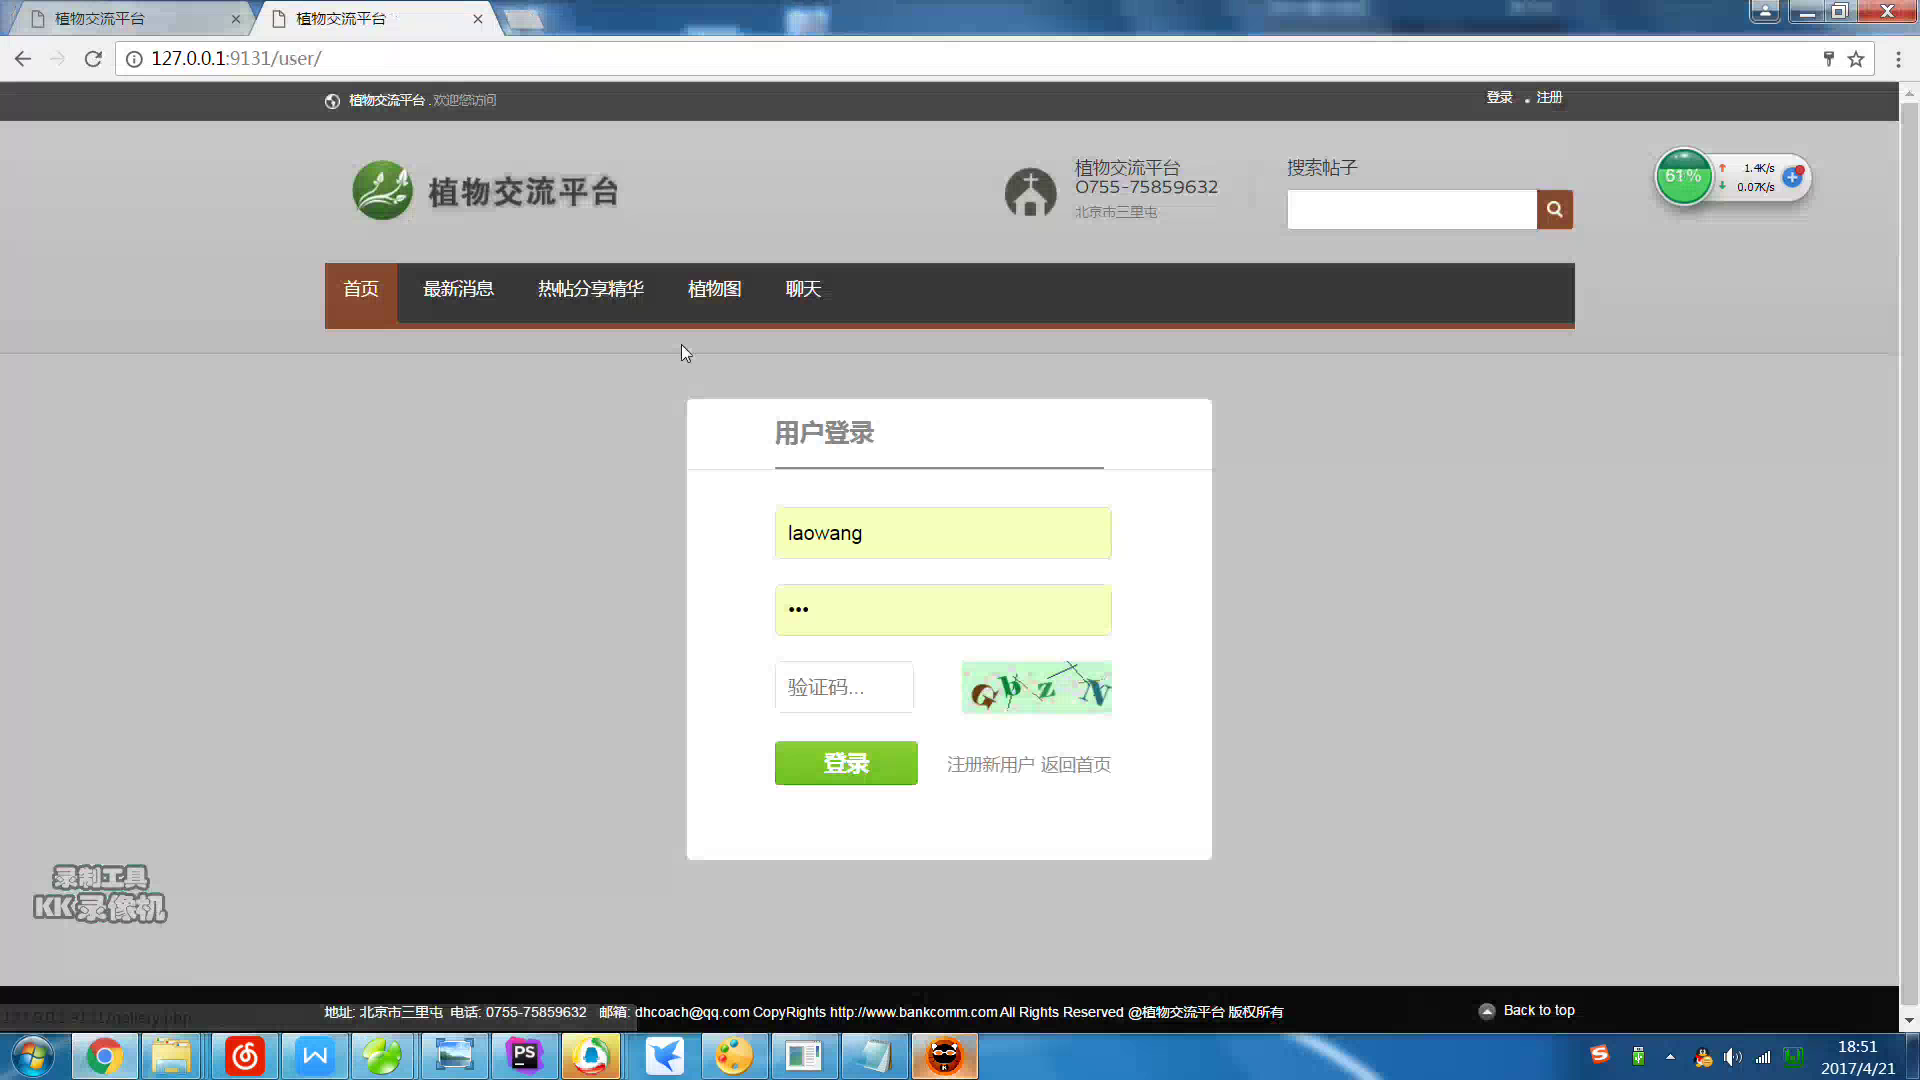 植物交流平台
植物交流平台
127.0.0.1:9131/user/
植物交流平台 . 欢迎您访问
登录 . 注册
植物交流平台
植物交流平台
0755-75859632
北京市三里屯
搜索帖子
61%
1.4K/s
0.07K/s
首页 最新消息 热帖分享精华 植物图 聊天
用户登录
laowang
•••
验证码...
GbzN
登录
注册新用户 返回首页
录制工具
KK录像机
地址: 北京市三里屯 电话: 0755-75859632 邮箱: dhcoach@qq.com CopyRights http://www.bankcomm.com All Rights Reserved @植物交流平台 版权所有
Back to top
PS
18:51
2017/4/21